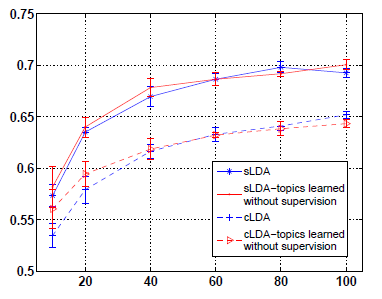 0.75
0.7
0.65
0.6
0.55
0.5
20
40
60
80
100
sLDA
sLDA-topics learned
without supervision
cLDA
cLDA-topics learned
without supervision